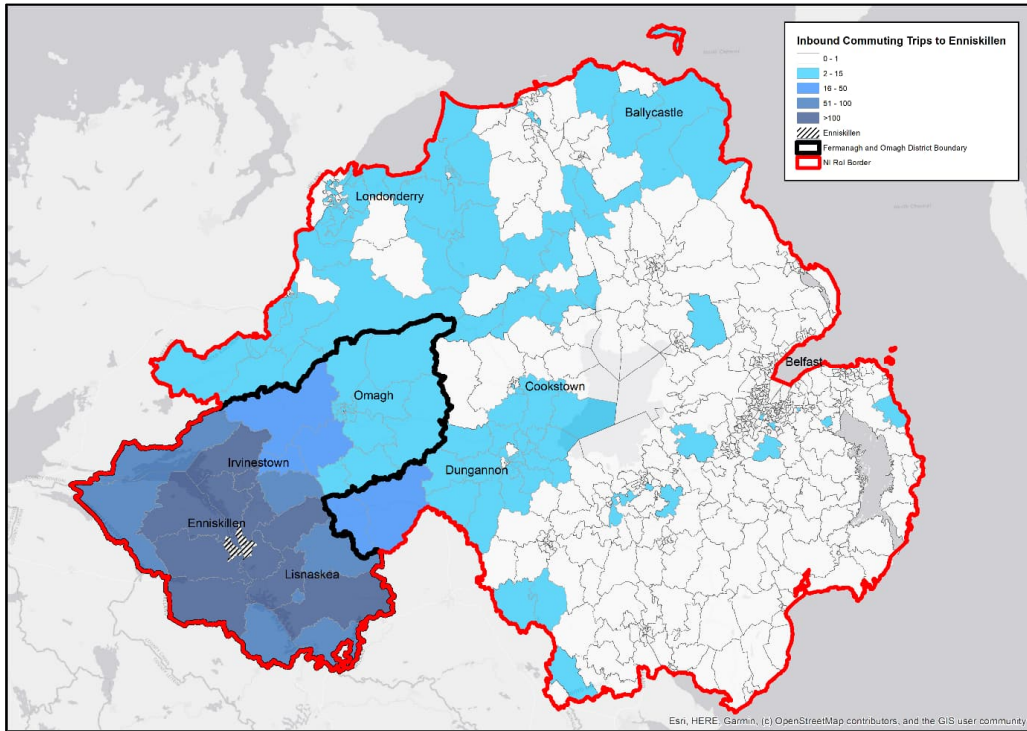 Inbound Commuting Trips to Enniskillen
0 - 1
2 - 15
16 - 50
51 - 100
>100
Enniskillen
Fermanagh and Omagh District Boundary
NI RoI Border
Ballycastle
Londonderry
Belfast
Omagh
Cookstown
Irvinestown
Dungannon
Enniskillen
Lisnaskea
Esri, HERE, Garmin, (c) OpenStreetMap contributors, and the GIS user community